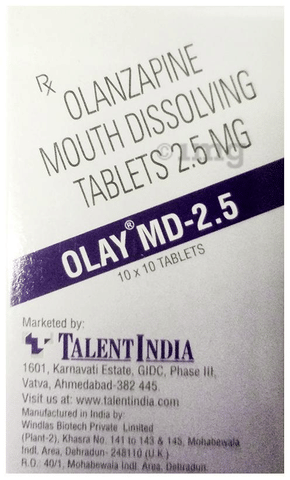 Rx OLANZAPINE
MOUTH DISSOLVING
TABLETS 2.5 MG
1mg
OLAY® MD-2.5
10 x 10 TABLETS
Marketed by:
TALENTINDIA
1601, Karnavati Estate, GIDC, Phase III,
Vatva, Ahmedabad-382 445.
Visit us at: www.talentindia.com
Manufactured in India by:
Windlas Biotech Private Limited
(Plant-2), Khasra No. 141 to 143 & 145, Mohabewala
Indl. Area, Dehradun- 248110 (U.K.)
R.D.: 40/1, Mohabewala Indl. Area, Dehradun.